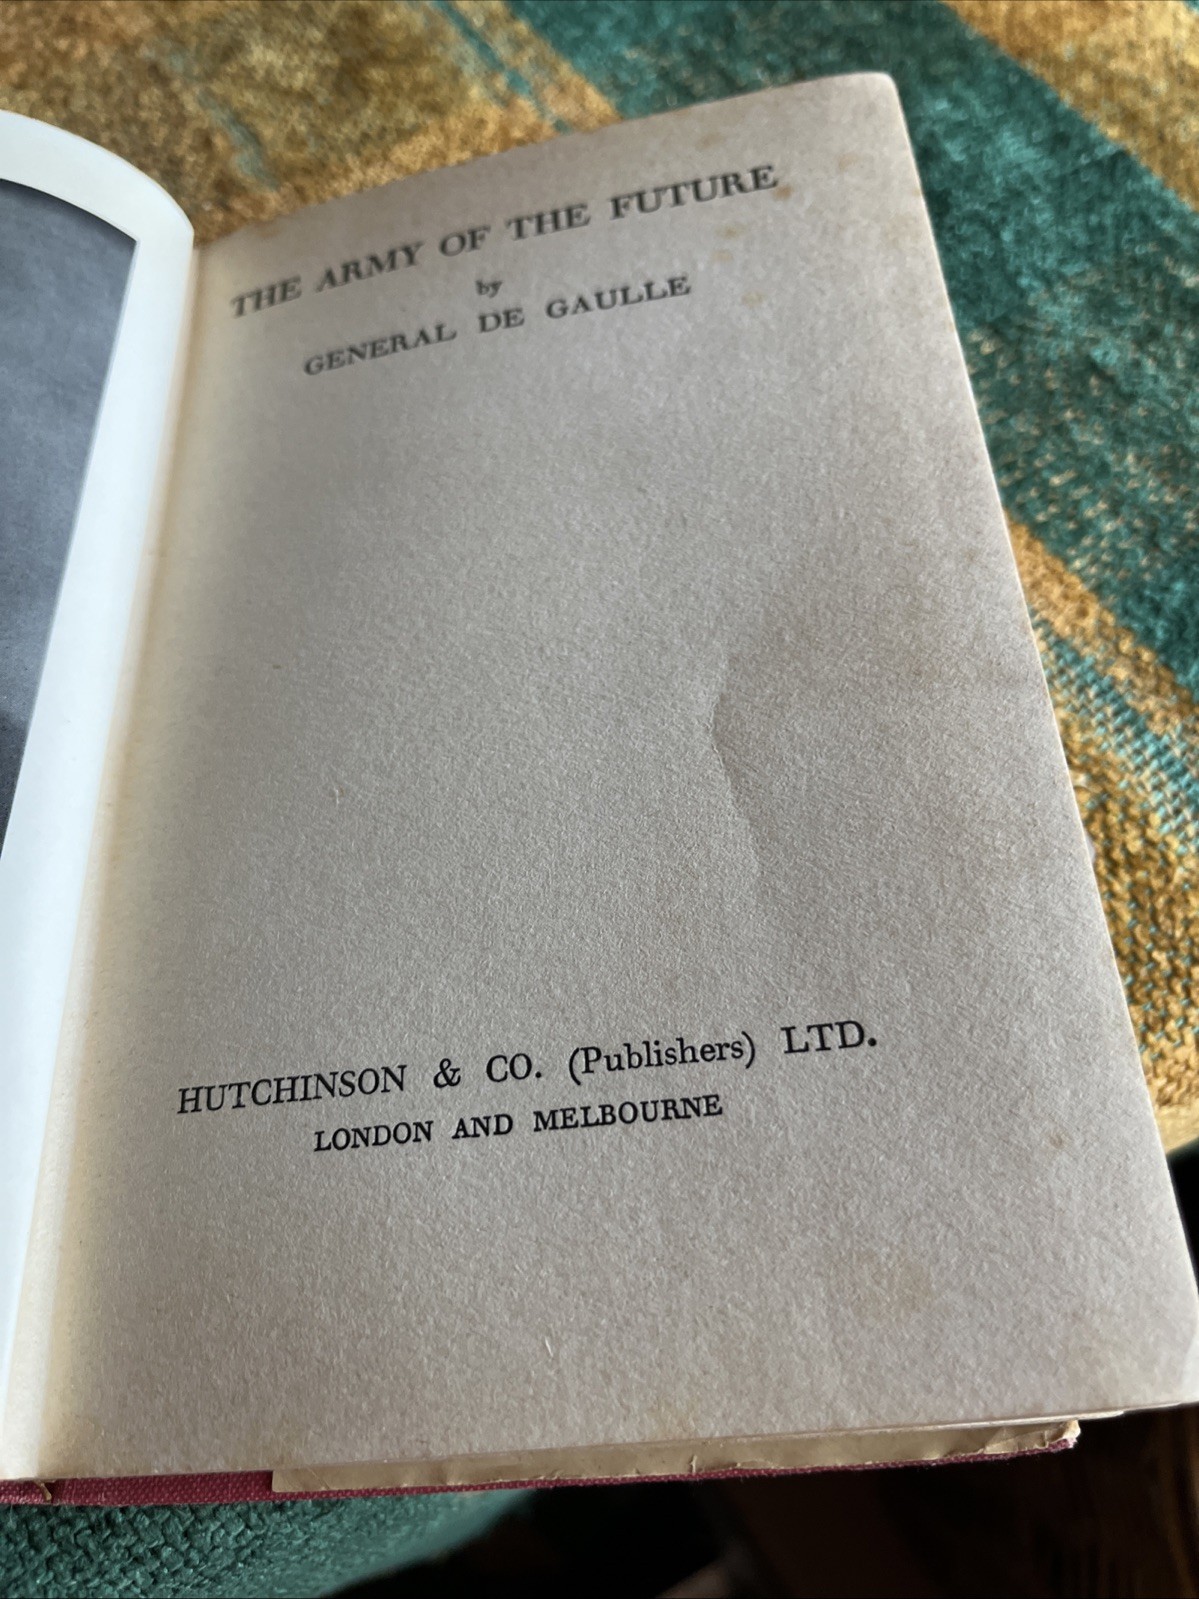 THE ARMY OF THE FUTURE
by
GENERAL DE GAULLE
HUTCHINSON & CO. (Publishers) LTD.
LONDON AND MELBOURNE